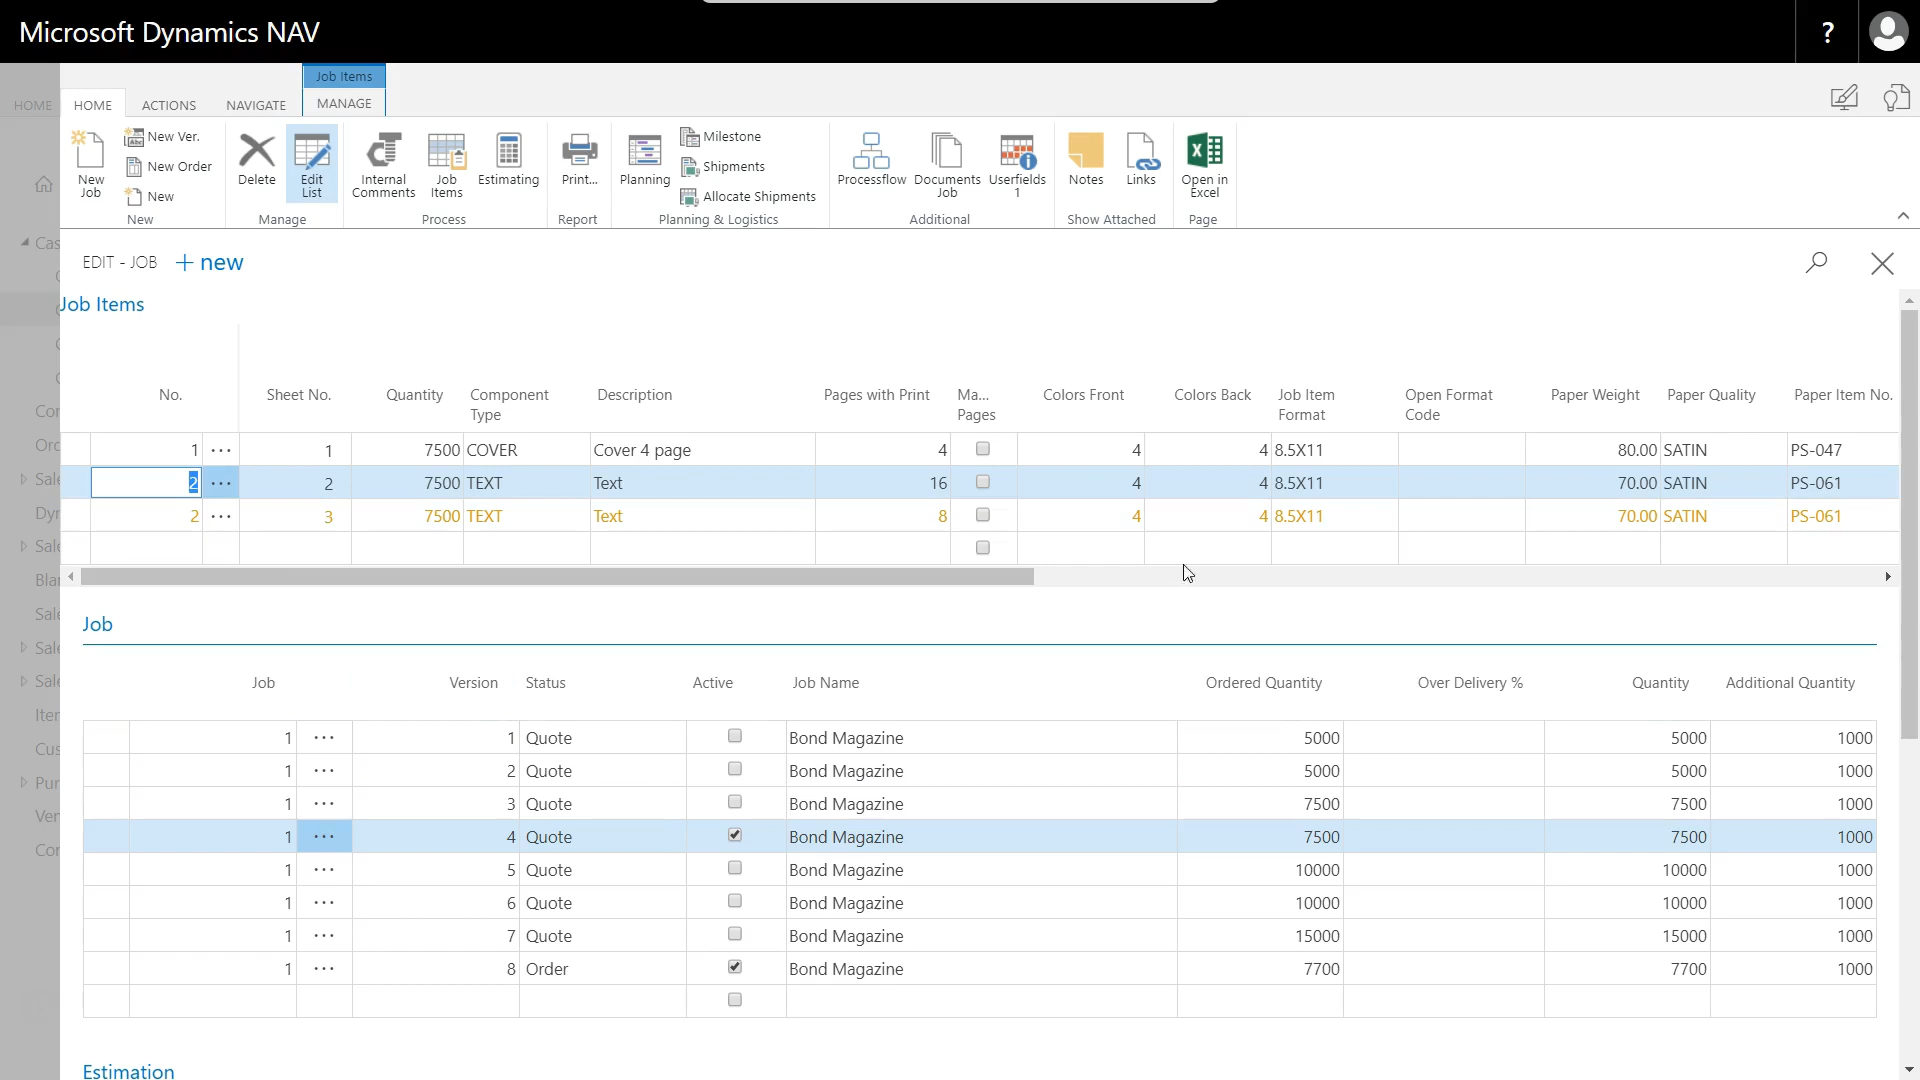 Microsoft Dynamics NAV
?
Job Items
HOME
HOME
ACTIONS
NAVIGATE
MANAGE
New Job
New Ver.
New Order
New
New
Delete
Edit List
Manage
Internal Comments
Job Items
Estimating
Process
Print...
Report
Planning
Milestone
Shipments
Allocate Shipments
Planning & Logistics
Processflow
Documents Job
Userfields 1
Additional
Notes
Links
Show Attached
Open in Excel
Page
EDIT - JOB + new
Job Items
No. Sheet No. Quantity Component Type Description Pages with Print Ma... Pages Colors Front Colors Back Job Item Format Open Format Code Paper Weight Paper Quality Paper Item No.
1 ... 1 7500 COVER Cover 4 page 4 4 4 8.5X11 80.00 SATIN PS-047
2 ... 2 7500 TEXT Text 16 4 4 8.5X11 70.00 SATIN PS-061
2 ... 3 7500 TEXT Text 8 4 4 8.5X11 70.00 SATIN PS-061
Job
Job Version Status Active Job Name Ordered Quantity Over Delivery % Quantity Additional Quantity
1 ... 1 Quote Bond Magazine 5000 5000 1000
1 ... 2 Quote Bond Magazine 5000 5000 1000
1 ... 3 Quote Bond Magazine 7500 7500 1000
1 ... 4 Quote Bond Magazine 7500 7500 1000
1 ... 5 Quote Bond Magazine 10000 10000 1000
1 ... 6 Quote Bond Magazine 10000 10000 1000
1 ... 7 Quote Bond Magazine 15000 15000 1000
1 ... 8 Order Bond Magazine 7700 7700 1000
Estimation